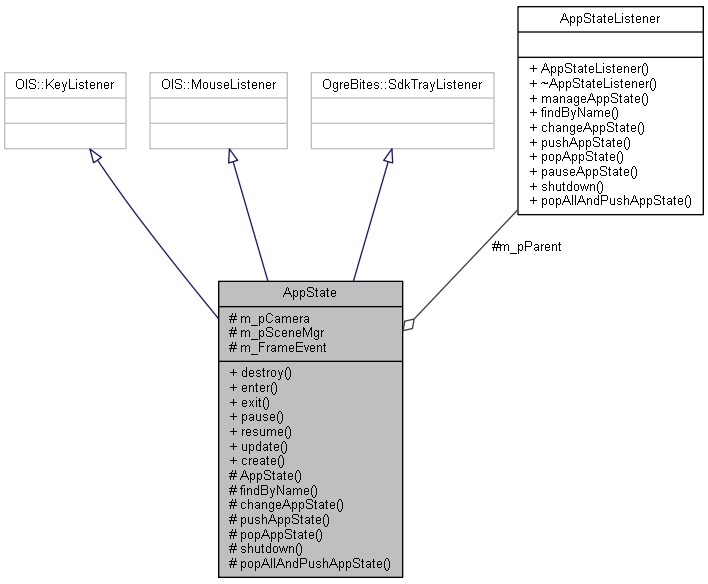 AppStateListener
+ AppStateListener()
+ ~AppStateListener()
+ manageAppState()
+ findByName()
+ changeAppState()
+ pushAppState()
+ popAppState()
+ pauseAppState()
+ shutdown()
+ popAllAndPushAppState()
OIS::KeyListener
OIS::MouseListener
OgreBites::SdkTrayListener
#m_pParent
AppState
# m_pCamera
# m_pSceneMgr
# m_FrameEvent
+ destroy()
+ enter()
+ exit()
+ pause()
+ resume()
+ update()
+ create()
# AppState()
# findByName()
# changeAppState()
# pushAppState()
# popAppState()
# shutdown()
# popAllAndPushAppState()